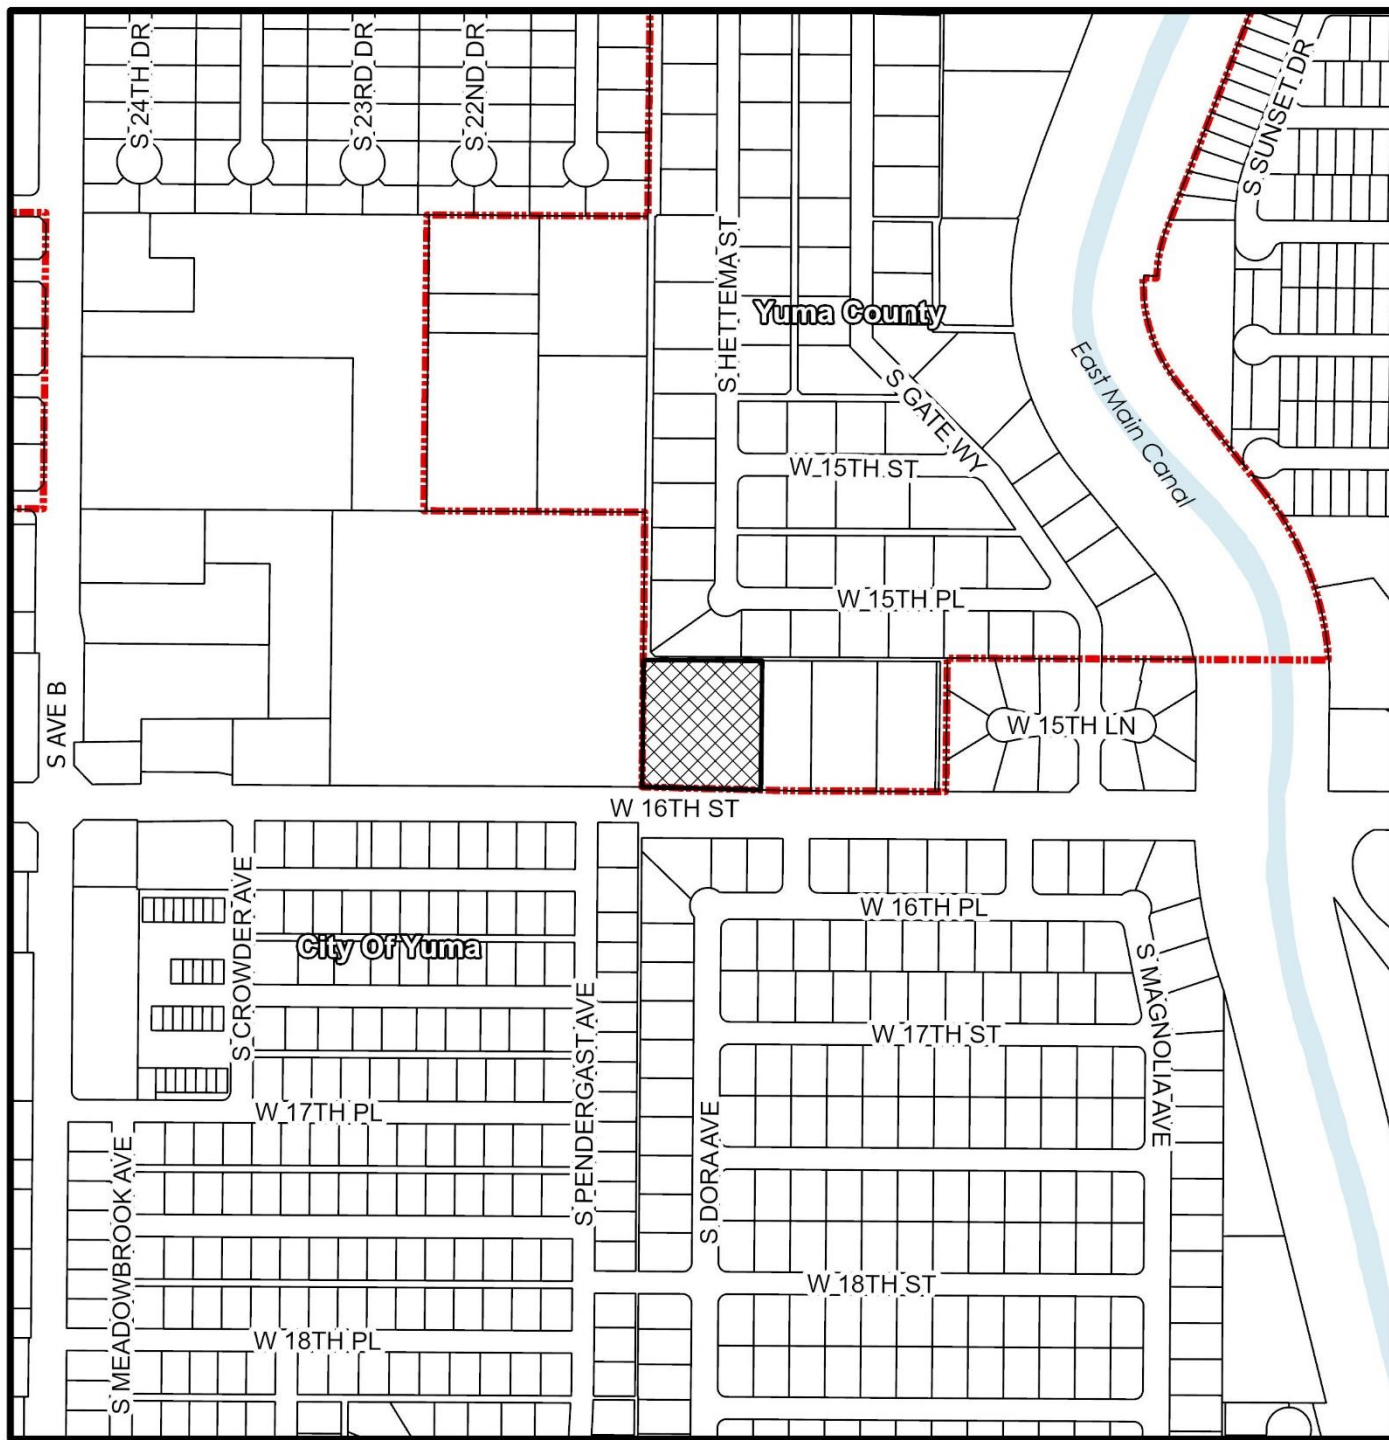 S 24TH DR
S 23RD DR
S 22ND DR
S SUNSET DR
S HETTEMA ST
Yuma County
East Main Canal
S GATE WY
W 15TH ST
W 15TH PL
S AVE B
W 15TH LN
W 16TH ST
S CROWDER AVE
W 16TH PL
City Of Yuma
S MAGNOLIA AVE
S PENDERGAST AVE
W 17TH ST
W 17TH PL
S DORA AVE
S MEADOWBROOK AVE
W 18TH ST
W 18TH PL